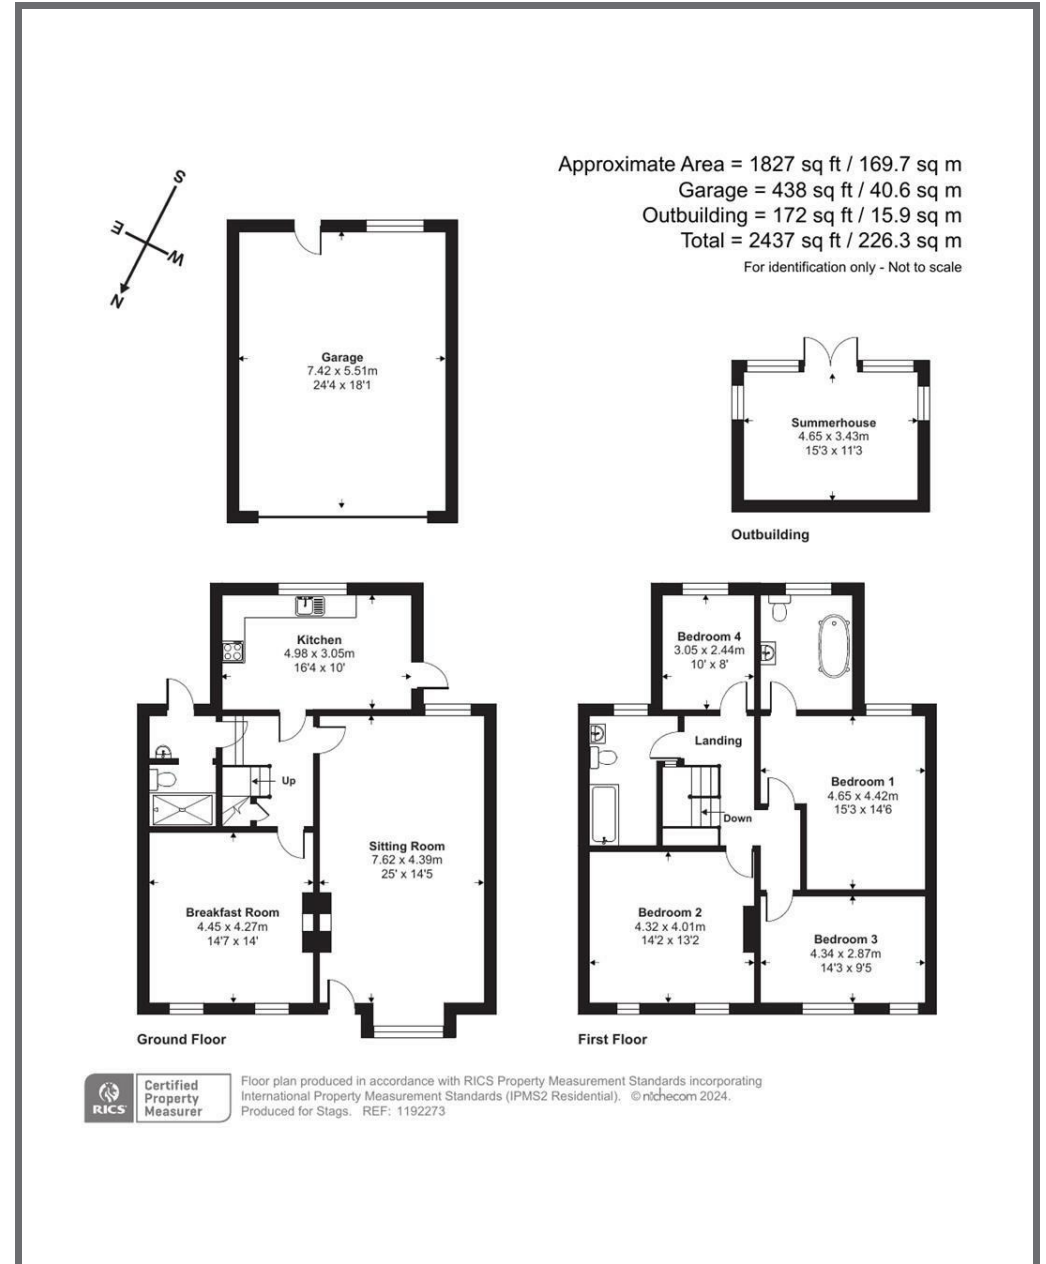 Approximate Area = 1827 sq ft / 169.7 sq m
Garage = 438 sq ft / 40.6 sq m
Outbuilding = 172 sq ft / 15.9 sq m
Total = 2437 sq ft / 226.3 sq m
For identification only - Not to scale
S
E
W
N
Garage
7.42 x 5.51m
24'4 x 18'1
Summerhouse
4.65 x 3.43m
15'3 x 11'3
Outbuilding
Kitchen
4.98 x 3.05m
16'4 x 10'
Up
Sitting Room
7.62 x 4.39m
25' x 14'5
Breakfast Room
4.45 x 4.27m
14'7 x 14'
Ground Floor
Bedroom 4
3.05 x 2.44m
10' x 8'
Landing
Bedroom 1
4.65 x 4.42m
15'3 x 14'6
Down
Bedroom 2
4.32 x 4.01m
14'2 x 13'2
Bedroom 3
4.34 x 2.87m
14'3 x 9'5
First Floor
RICS
Certified
Property
Measurer
Floor plan produced in accordance with RICS Property Measurement Standards incorporating
International Property Measurement Standards (IPMS2 Residential). © nichecom 2024.
Produced for Stags. REF: 1192273